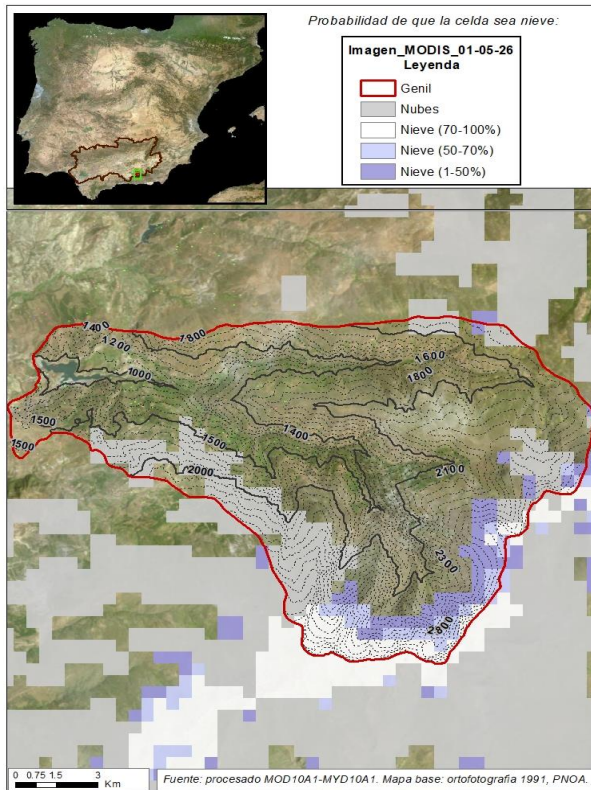 Probabilidad de que la celda sea nieve:
Imagen_MODIS_01-05-26
Leyenda
Genil
Nubes
Nieve (70-100%)
Nieve (50-70%)
Nieve (1-50%)
1400
1800
1200
1600
1000
1800
1500
1500
1400
1500
2000
2100
2300
2800
0 0.75 1.5 3
Km
Fuente: procesado MOD10A1-MYD10A1. Mapa base: ortofotografia 1991, PNOA.